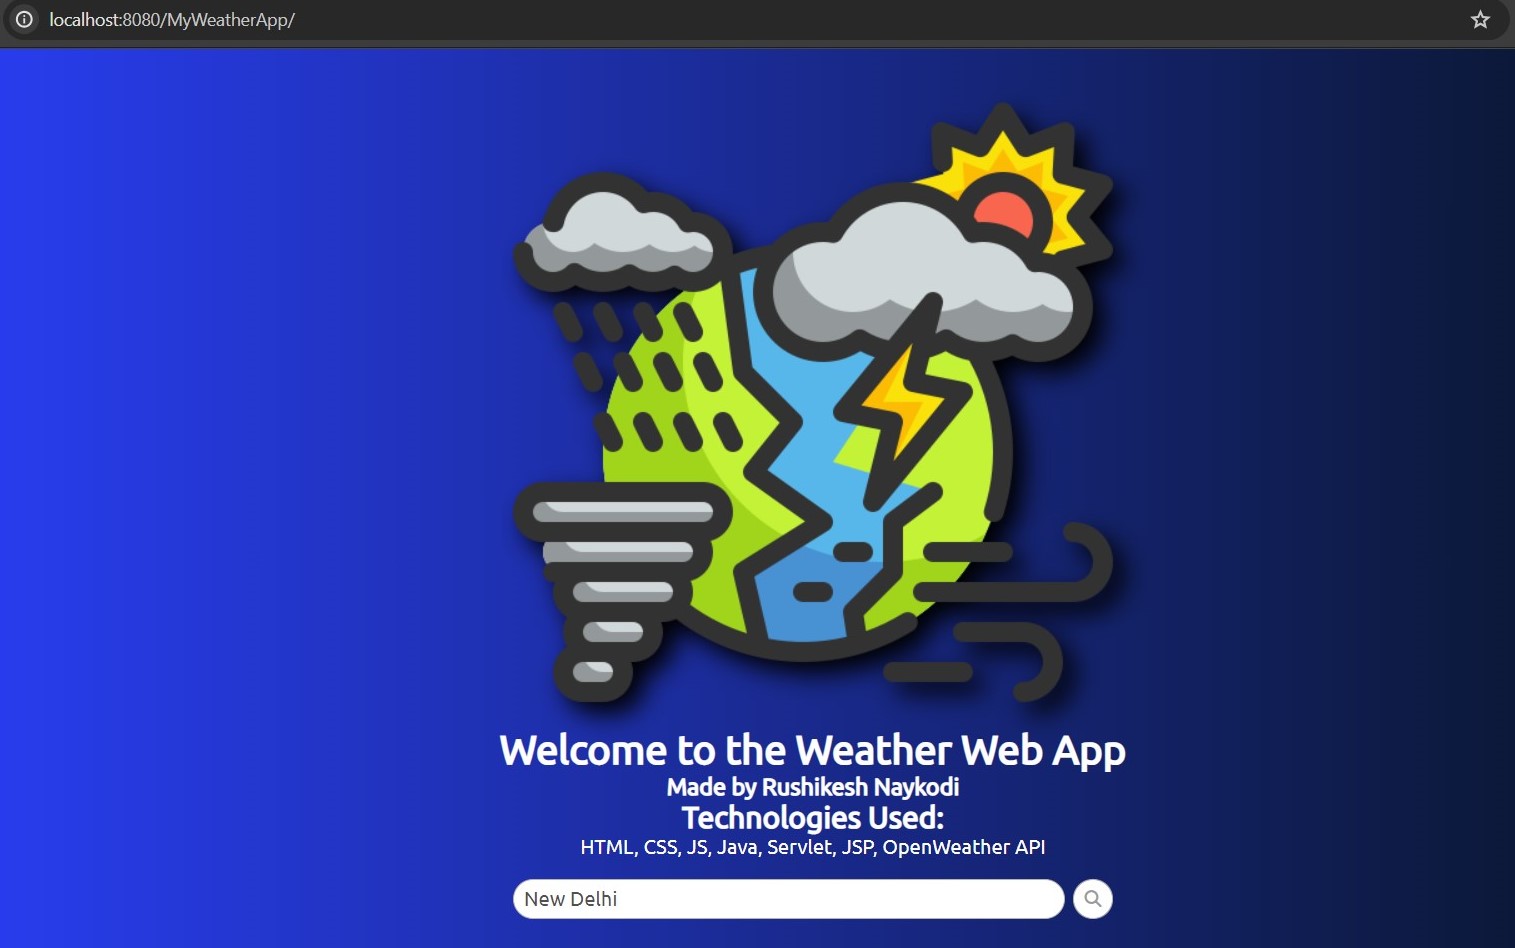 localhost:8080/MyWeatherApp/
Welcome to the Weather Web App
Made by Rushikesh Naykodi
Technologies Used:
HTML, CSS, JS, Java, Servlet, JSP, OpenWeather API
New Delhi